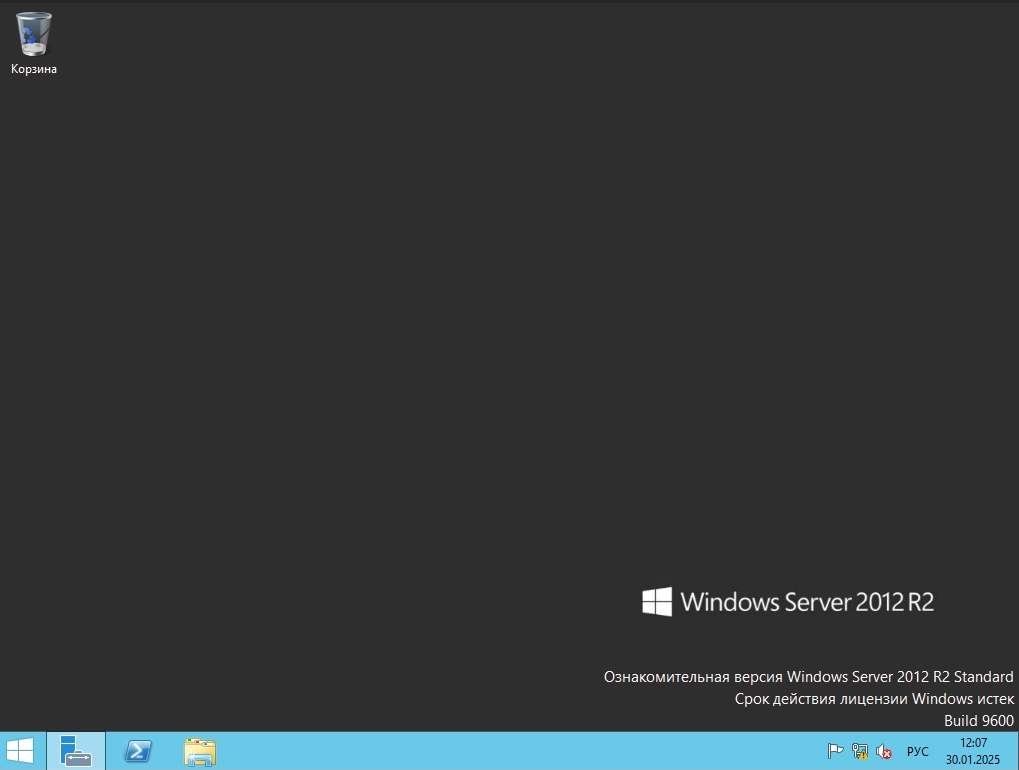 Корзина
Windows Server 2012 R2
Ознакомительная версия Windows Server 2012 R2 Standard
Срок действия лицензии Windows истек
Build 9600
РУС
12:07
30.01.2025